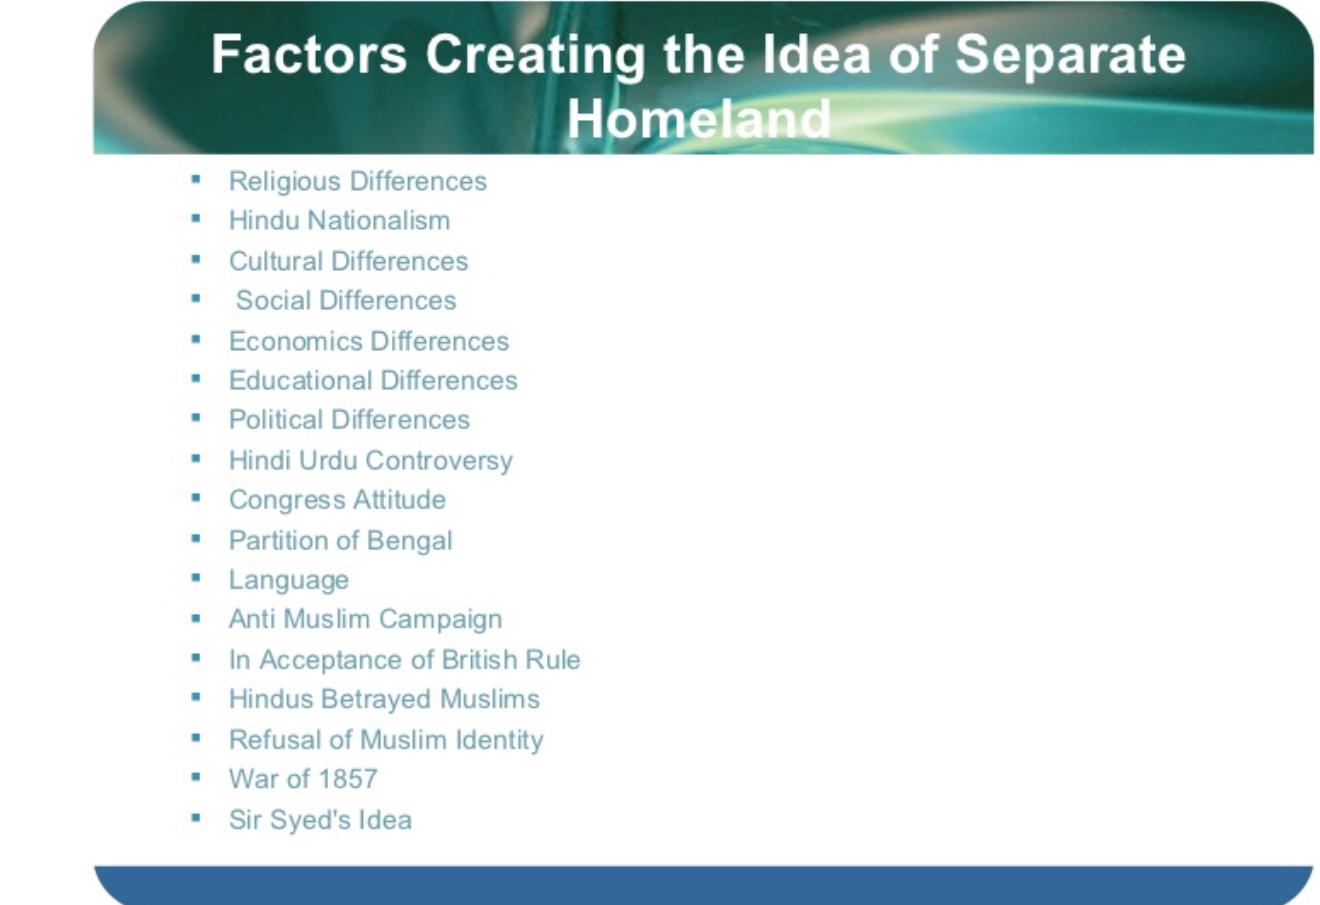 Factors Creating the Idea of Separate
Homeland
▪ Religious Differences
▪ Hindu Nationalism
▪ Cultural Differences
▪ Social Differences
▪ Economics Differences
▪ Educational Differences
▪ Political Differences
▪ Hindi Urdu Controversy
▪ Congress Attitude
▪ Partition of Bengal
▪ Language
▪ Anti Muslim Campaign
▪ In Acceptance of British Rule
▪ Hindus Betrayed Muslims
▪ Refusal of Muslim Identity
▪ War of 1857
▪ Sir Syed's Idea